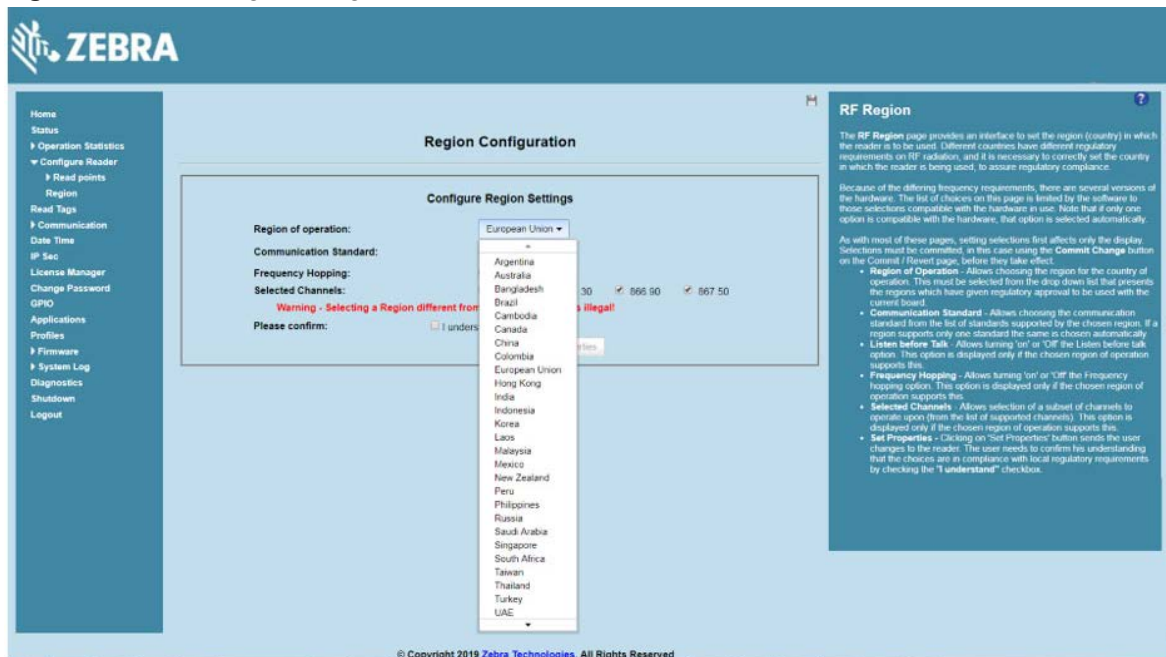 ZEBRA
Home
Status
Operation Statistics
Configure Reader
Read points
Region
Read Tags
Communication
Date Time
IP Sec
License Manager
Change Password
GPIO
Applications
Profiles
Firmware
System Log
Diagnostics
Shutdown
Logout
Region Configuration
Configure Region Settings
Region of operation: European Union
Communication Standard:
Frequency Hopping:
Selected Channels: 30 866.90 867.50
Warning - Selecting a Region different from illegal!
Please confirm: I unders
Argentina
Australia
Bangladesh
Brazil
Cambodia
Canada
China
Colombia
European Union
Hong Kong
India
Indonesia
Korea
Laos
Malaysia
Mexico
New Zealand
Peru
Philippines
Russia
Saudi Arabia
Singapore
South Africa
Taiwan
Thailand
Turkey
UAE
RF Region
The RF Region page provides an interface to set the region (country) in which
the reader is to be used. Different countries have different regulatory
requirements on RF radiation, and it is necessary to correctly set the country
in which the reader is being used, to assure regulatory compliance.
Because of the differing frequency requirements, there are several versions of
the hardware. The list of choices on this page is limited by the software to
those selections compatible with the hardware in use. Note that if only one
option is compatible with the hardware, that option is selected automatically.
As with most of these pages, setting selections first affects only the display.
Selections must be committed, in this case using the Commit Change button
on the Commit / Revert page, before they take effect.
• Region of Operation - Allows choosing the region for the country of
operation. This must be selected from the drop down list that presents
the regions which have given regulatory approval to be used with the
current board.
• Communication Standard - Allows choosing the communication
standard from the list of standards supported by the chosen region. If a
region supports only one standard the same is chosen automatically.
• Listen before Talk - Allows turning 'on' or 'Off' the Listen before talk
option. This option is displayed only if the chosen region of operation
supports this.
• Frequency Hopping - Allows turning 'on' or 'Off' the Frequency
hopping option. This option is displayed only if the chosen region of
operation supports this.
• Selected Channels - Allows selection of a subset of channels to
operate upon (from the list of supported channels). This option is
displayed only if the chosen region of operation supports this.
• Set Properties - Clicking on 'Set Properties' button sends the user
changes to the reader. The user needs to confirm his understanding
that the choices are in compliance with local regulatory requirements
by checking the "I understand" checkbox.
© Copyright 2019 Zebra Technologies. All Rights Reserved